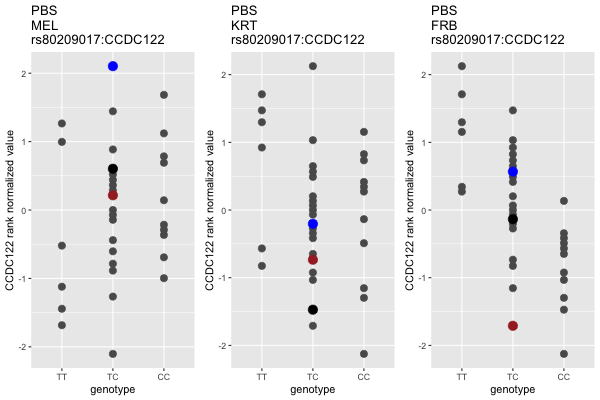 PBS
MEL
rs80209017:CCDC122
CCDC122 rank normalized value
2
1
0
-1
-2
TT
TC
CC
genotype
PBS
KRT
rs80209017:CCDC122
CCDC122 rank normalized value
2
1
0
-1
-2
TT
TC
CC
genotype
PBS
FRB
rs80209017:CCDC122
CCDC122 rank normalized value
2
1
0
-1
-2
TT
TC
CC
genotype